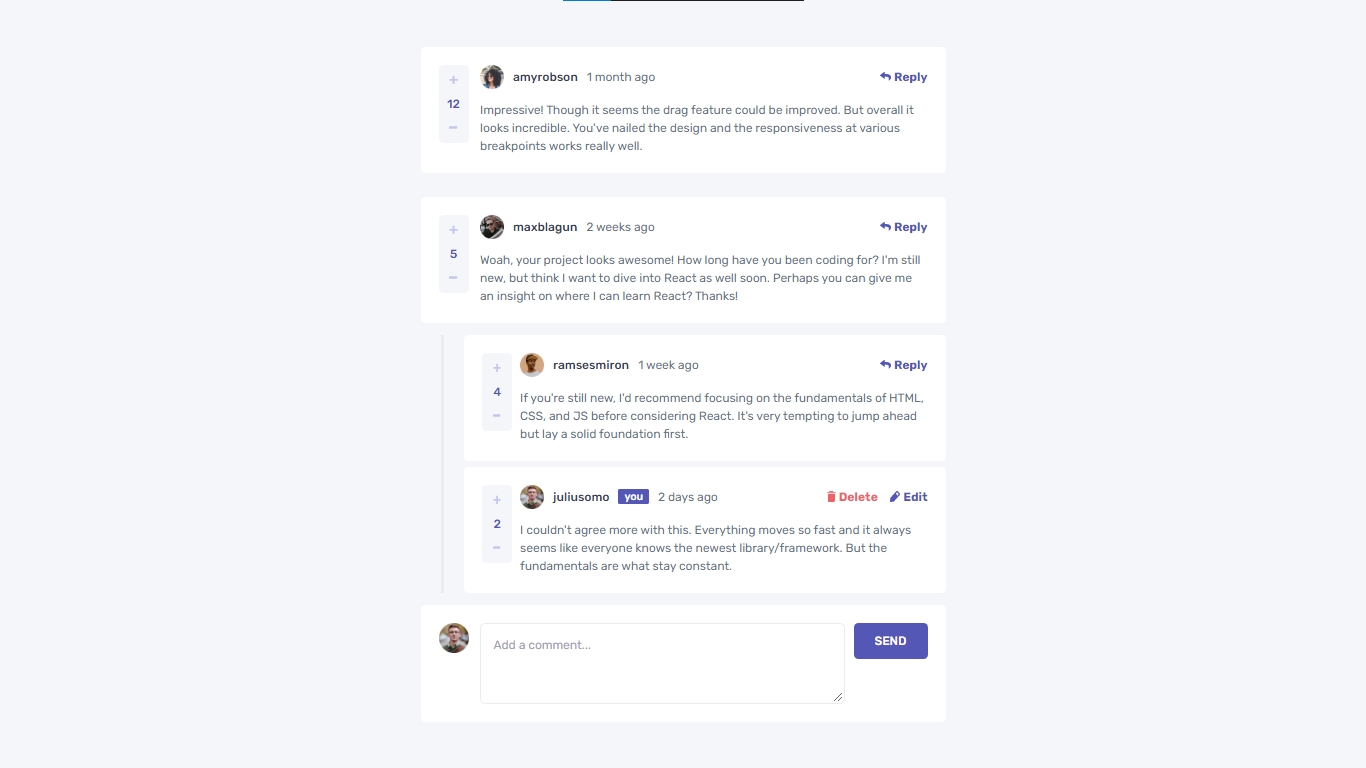 +
12
−
amyrobson 1 month ago
Reply
Impressive! Though it seems the drag feature could be improved. But overall it
looks incredible. You've nailed the design and the responsiveness at various
breakpoints works really well.
+
5
−
maxblagun 2 weeks ago
Reply
Woah, your project looks awesome! How long have you been coding for? I'm still
new, but think I want to dive into React as well soon. Perhaps you can give me
an insight on where I can learn React? Thanks!
+
4
−
ramsesmiron 1 week ago
Reply
If you're still new, I'd recommend focusing on the fundamentals of HTML,
CSS, and JS before considering React. It's very tempting to jump ahead
but lay a solid foundation first.
+
2
−
juliusomo you 2 days ago
Delete Edit
I couldn't agree more with this. Everything moves so fast and it always
seems like everyone knows the newest library/framework. But the
fundamentals are what stay constant.
Add a comment...
SEND